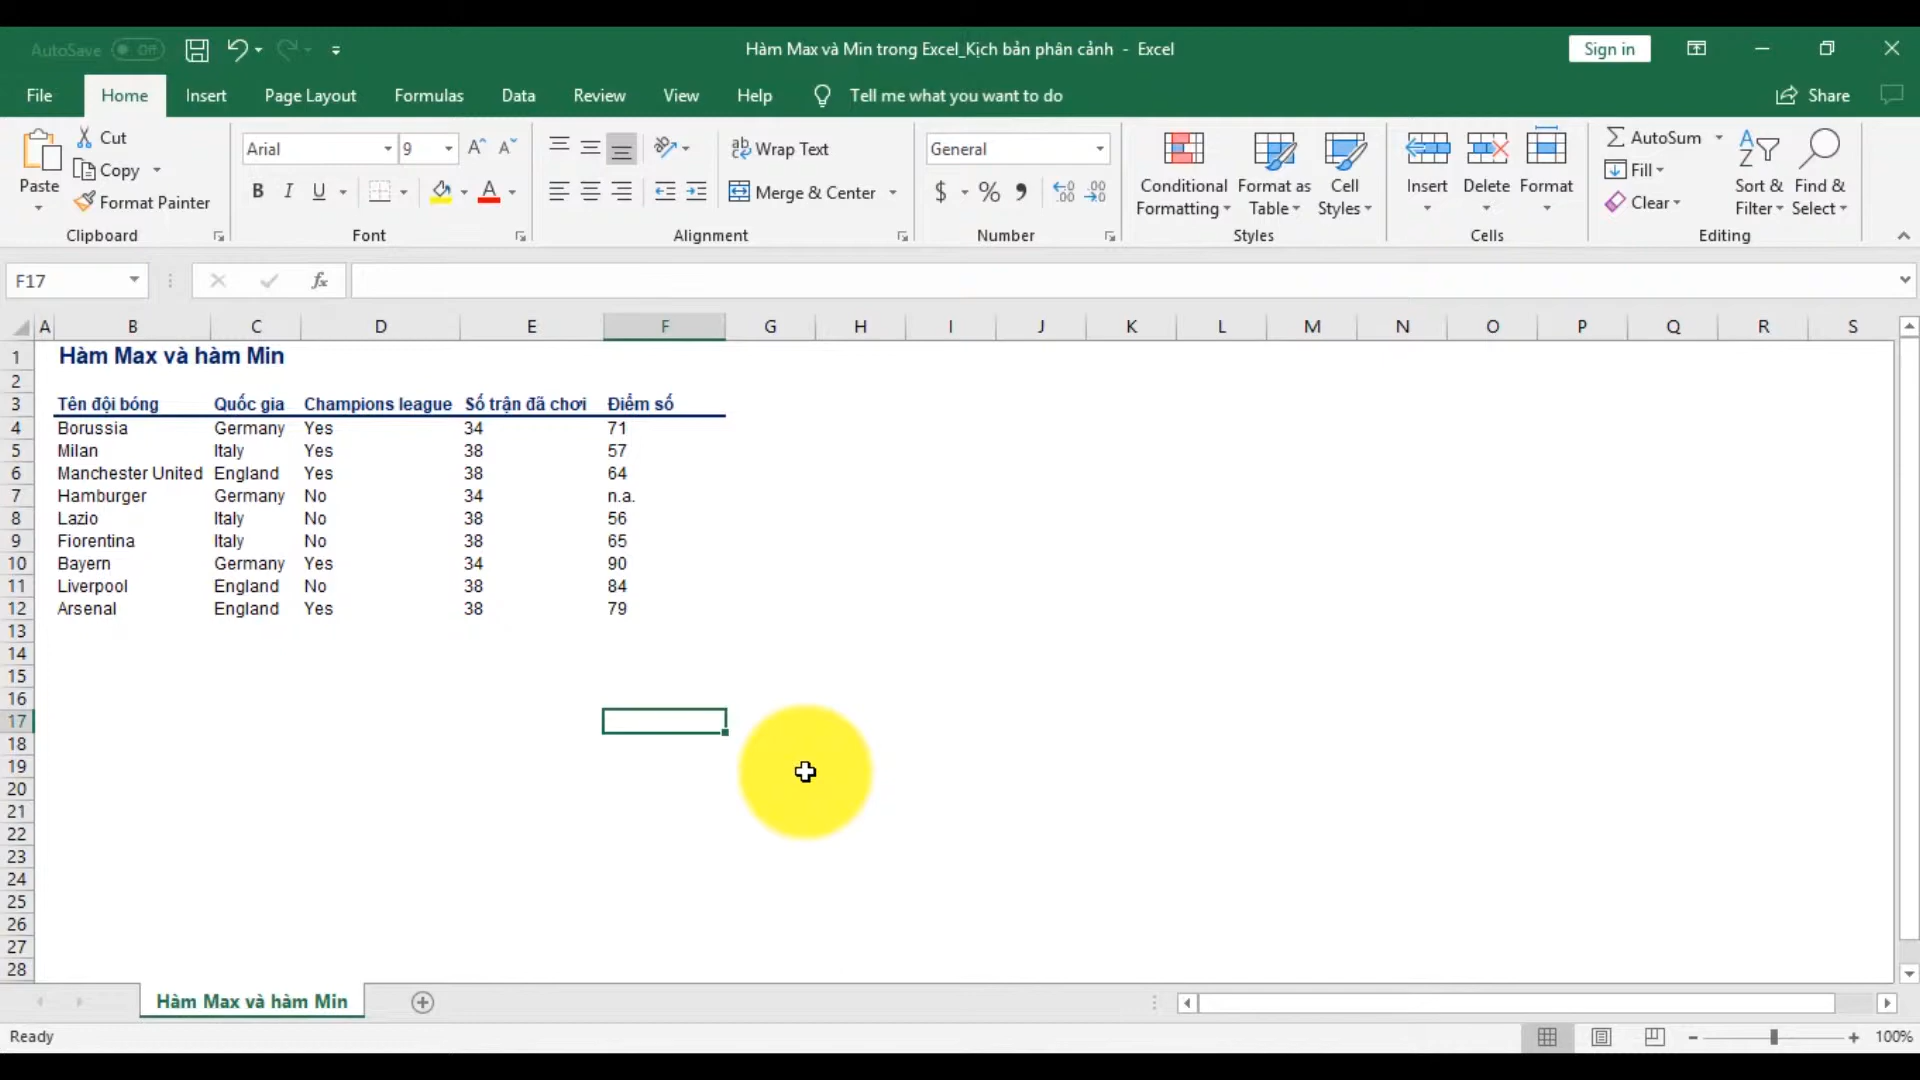 AutoSave Off
Hàm Max và Min trong Excel_Kịch bản phân cảnh - Excel
Sign in
File Home Insert Page Layout Formulas Data Review View Help Tell me what you want to do Share
Paste
Cut
Copy
Format Painter
Clipboard
Arial 9
B I U A
Font
ab Wrap Text
Merge & Center
Alignment
General
$ % ,
Number
Conditional Formatting
Format as Table
Cell Styles
Styles
Insert Delete Format
Cells
AutoSum
Fill
Clear
Sort & Filter
Find & Select
Editing
F17 fx
A B C D E F G H I J K L M N O P Q R S
1 Hàm Max và hàm Min
2
3 Tên đội bóng Quốc gia Champions league Số trận đã chơi Điểm số
4 Borussia Germany Yes 34 71
5 Milan Italy Yes 38 57
6 Manchester United England Yes 38 64
7 Hamburger Germany No 34 n.a.
8 Lazio Italy No 38 56
9 Fiorentina Italy No 38 65
10 Bayern Germany Yes 34 90
11 Liverpool England No 38 84
12 Arsenal England Yes 38 79
13
14
15
16
17
18
19
20
21
22
23
24
25
26
27
28
Hàm Max và hàm Min
Ready
100%